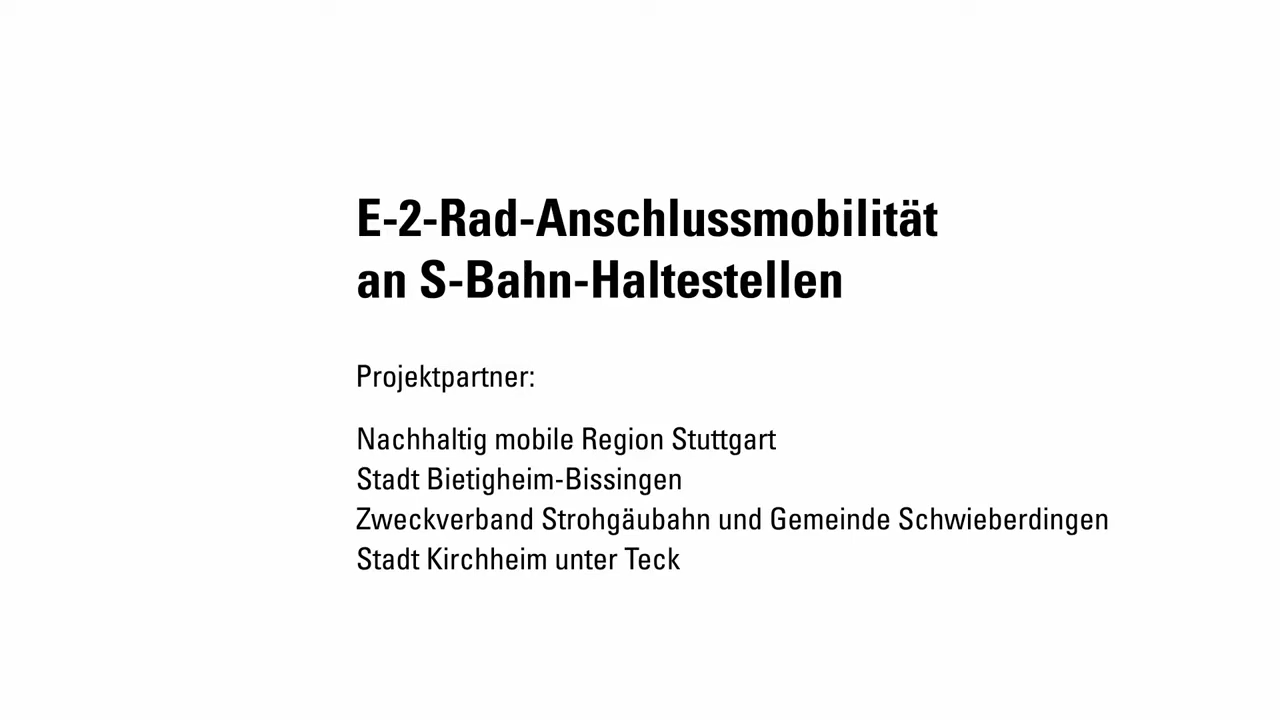 E-2-Rad-Anschlussmobilität
an S-Bahn-Haltestellen
Projektpartner:
Nachhaltig mobile Region Stuttgart
Stadt Bietigheim-Bissingen
Zweckverband Strohgäubahn und Gemeinde Schwieberdingen
Stadt Kirchheim unter Teck